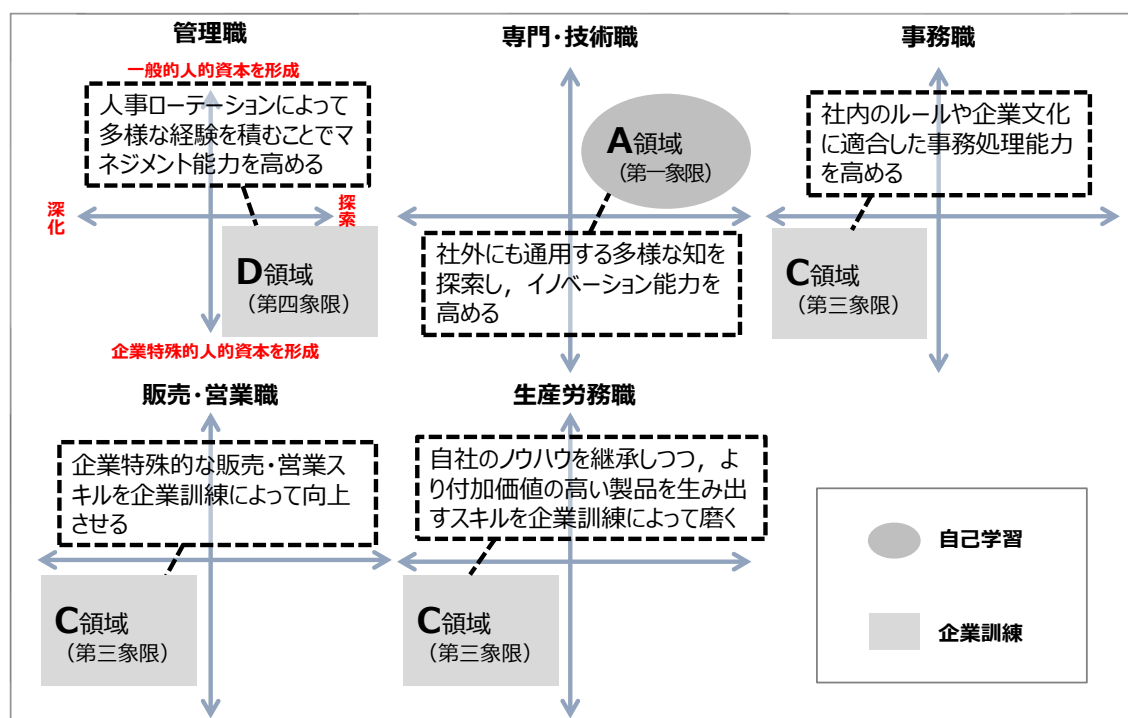 管理職
一般的人的資本を形成
人事ローテーションによって
多様な経験を積むことでマ
ネジメント能力を高める
深化
探索
D領域
（第四象限）
企業特殊的人的資本を形成
専門・技術職
A領域
（第一象限）
社外にも通用する多様な知を
探索し，イノベーション能力を
高める
事務職
社内のルールや企業文化
に適合した事務処理能力
を高める
C領域
（第三象限）
販売・営業職
企業特殊的な販売・営業ス
キルを企業訓練によって向上
させる
C領域
（第三象限）
生産労務職
自社のノウハウを継承しつつ，よ
り付加価値の高い製品を生み出
すスキルを企業訓練によって磨く
C領域
（第三象限）
自己学習
企業訓練